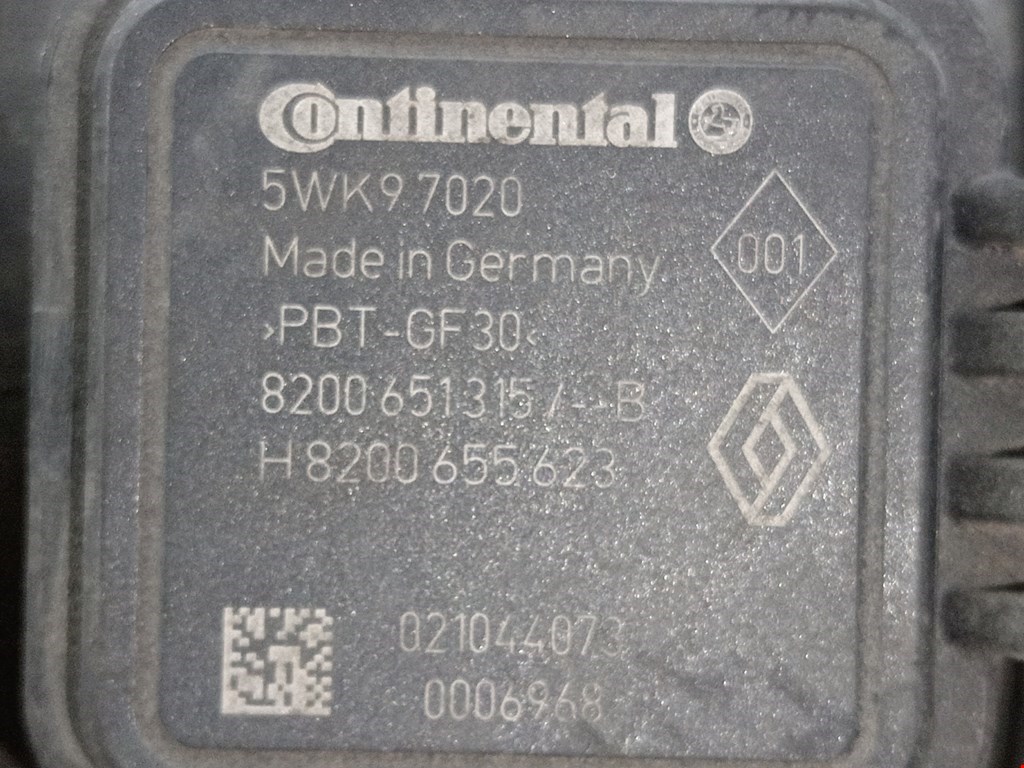 Continental
5WK9 7020
Made in Germany
001
>PBT-GF30<
8200 651 315 /--B
H 8200 655 623
021044073
0006968